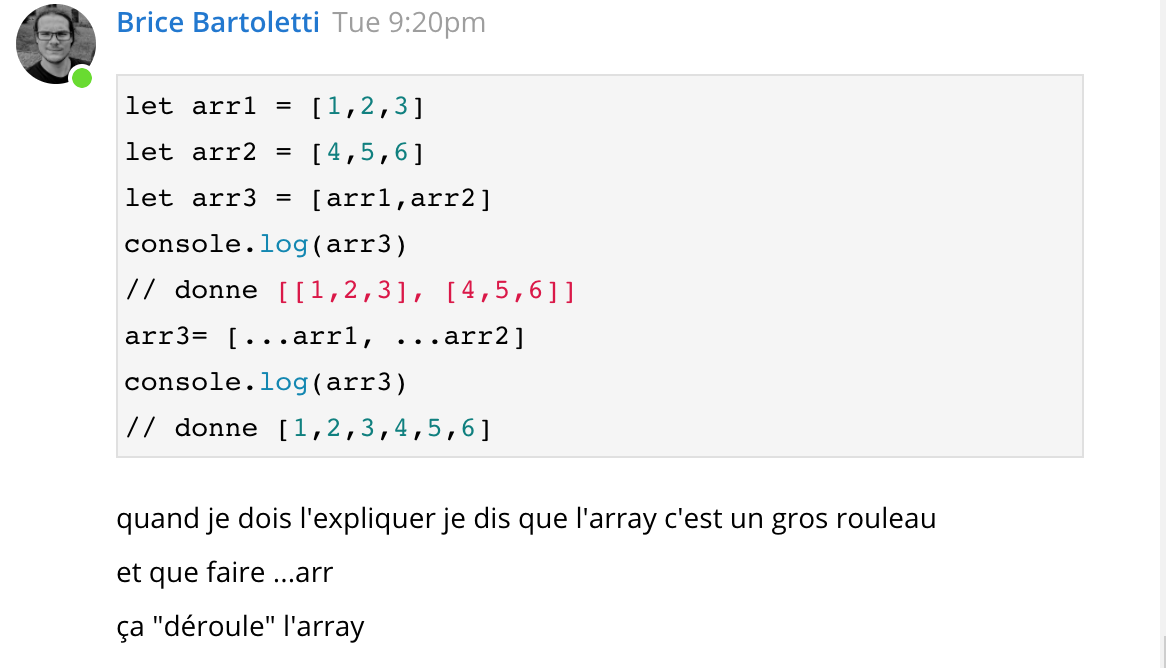 Brice Bartoletti Tue 9:20pm
let arr1 = [1,2,3]
let arr2 = [4,5,6]
let arr3 = [arr1,arr2]
console.log(arr3)
// donne [[1,2,3], [4,5,6]]
arr3= [...arr1, ...arr2]
console.log(arr3)
// donne [1,2,3,4,5,6]
quand je dois l'expliquer je dis que l'array c'est un gros rouleau
et que faire ...arr
ça "déroule" l'array